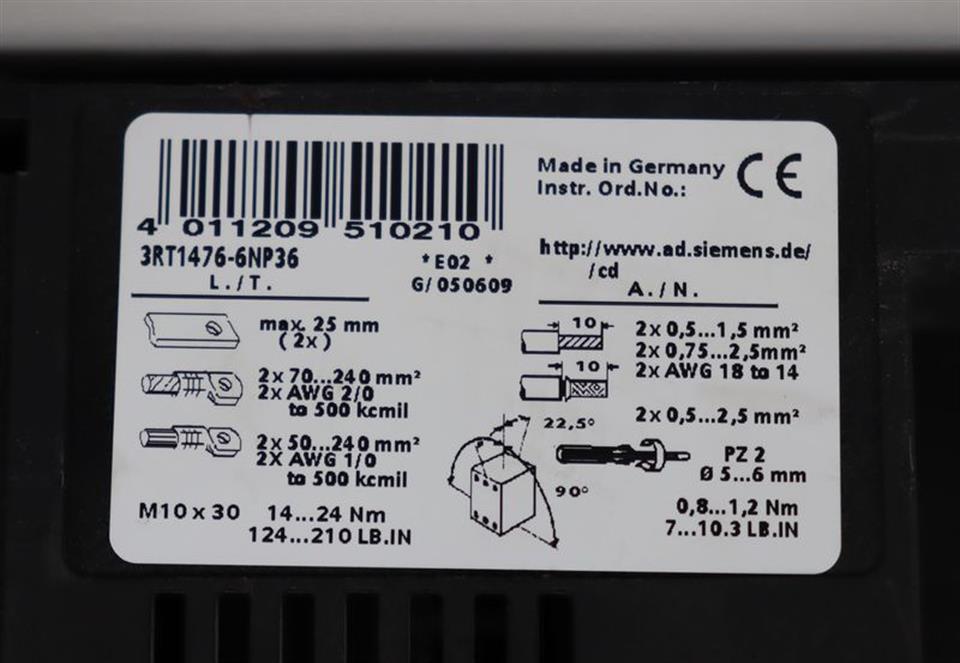 Made in Germany CE
Instr. Ord.No.:
4 011209 510210
3RT1476-6NP36
*E02 *
G/050609
http://www.ad.siemens.de/
/cd
L./T.
A./N.
max. 25 mm
(2x)
2x 70...240 mm²
2x AWG 2/0
to 500 kcmil
2x 50...240 mm²
2X AWG 1/0
to 500 kcmil
M10 x 30 14...24 Nm
124...210 LB.IN
10 2x 0,5...1,5 mm²
2x 0,75...2,5mm²
10 2x AWG 18 to 14
2x 0,5...2,5 mm²
22,5°
90°
PZ 2
Ø 5...6 mm
0,8...1,2 Nm
7...10.3 LB.IN